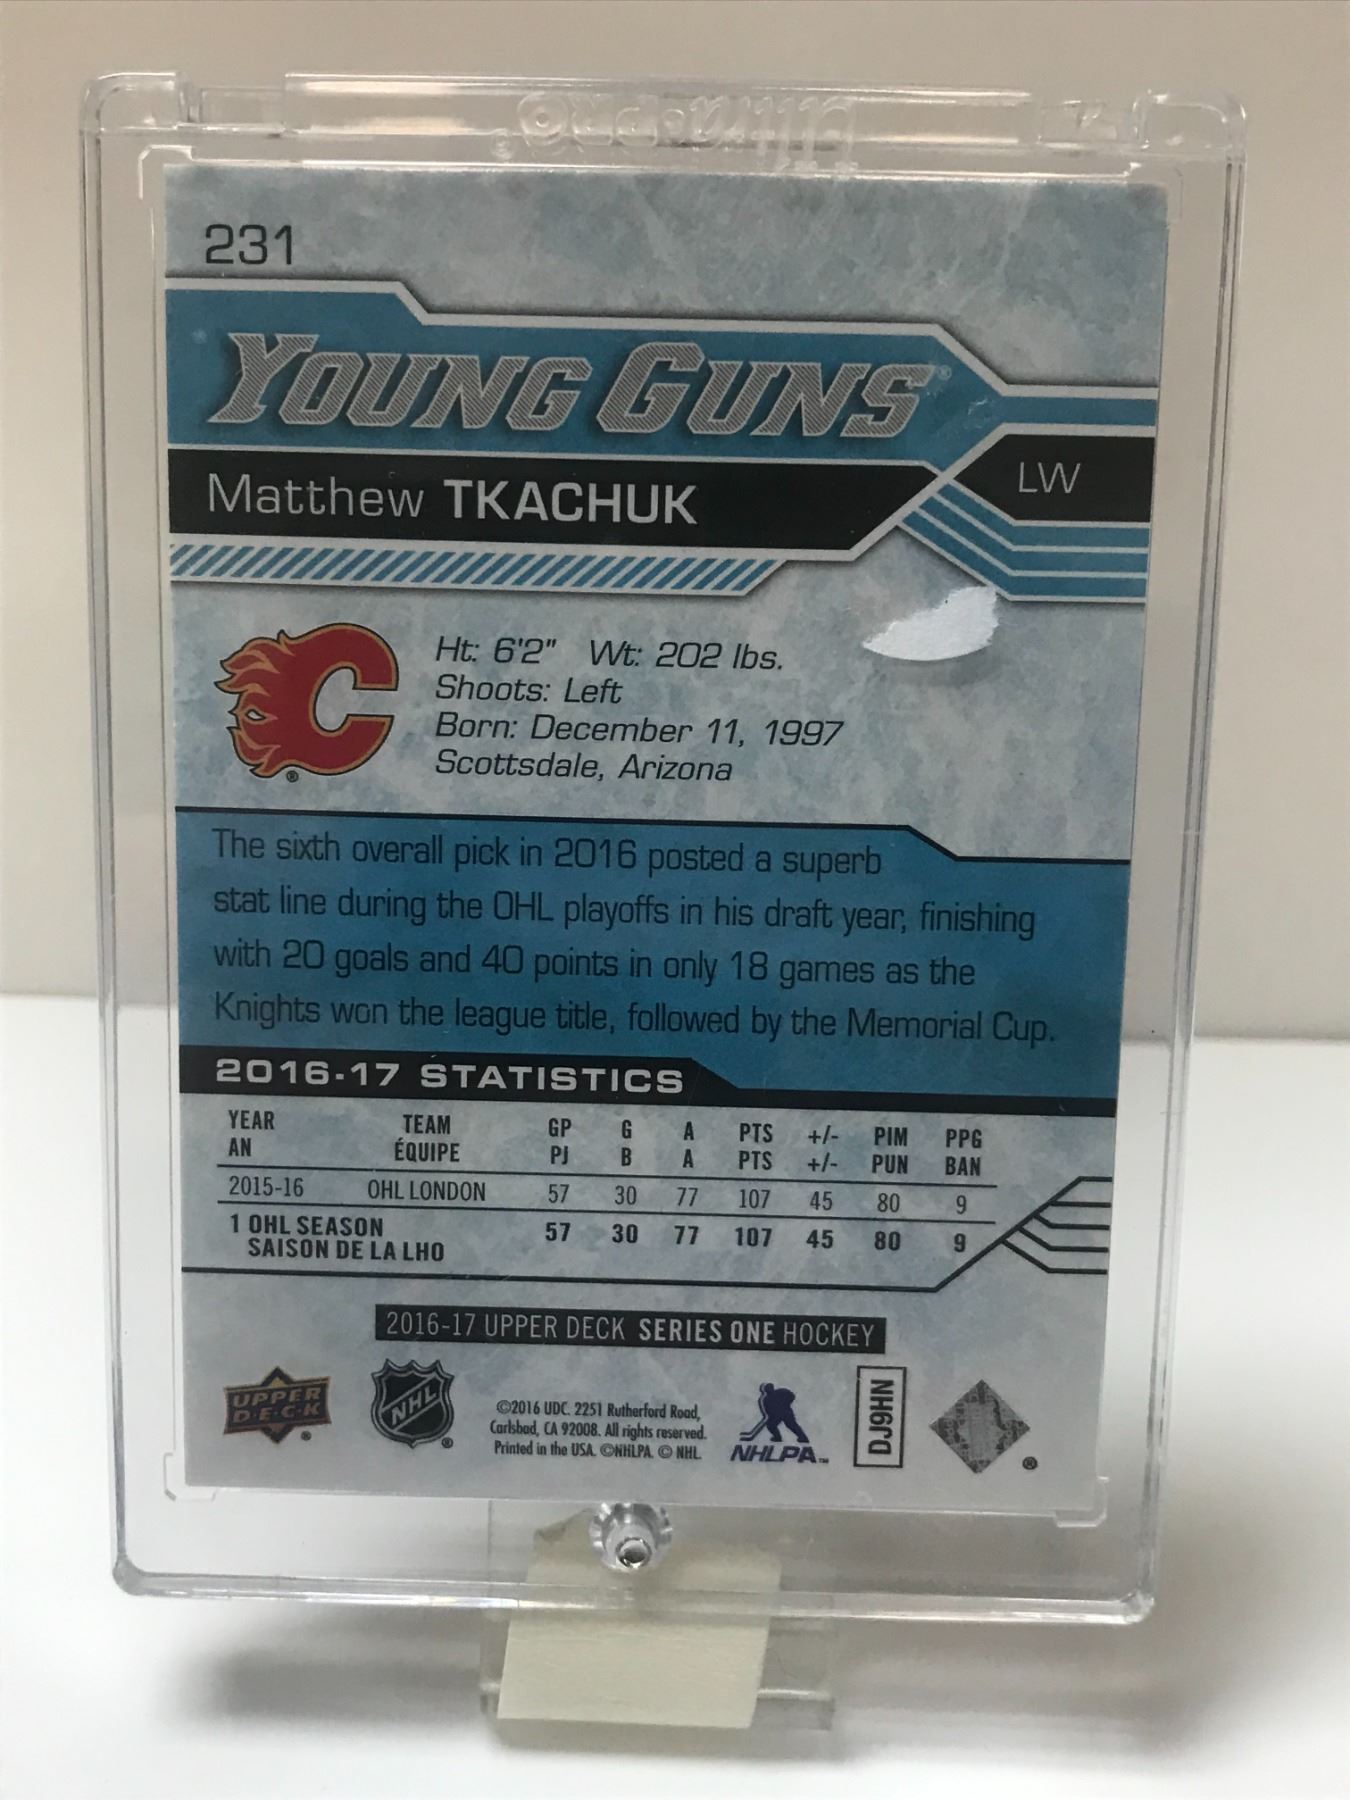 Ultra•PRO®
231
YOUNG GUNS®
Matthew TKACHUK
LW
Ht: 6'2" Wt: 202 lbs.
Shoots: Left
Born: December 11, 1997
Scottsdale, Arizona
The sixth overall pick in 2016 posted a superb
stat line during the OHL playoffs in his draft year, finishing
with 20 goals and 40 points in only 18 games as the
Knights won the league title, followed by the Memorial Cup.
2016-17 STATISTICS
YEAR TEAM GP G A PTS +/- PIM PPG
AN ÉQUIPE PJ B A PTS +/- PUN BAN
2015-16 OHL LONDON 57 30 77 107 45 80 9
1 OHL SEASON 57 30 77 107 45 80 9
SAISON DE LA LHO
2016-17 UPPER DECK SERIES ONE HOCKEY
UPPER
D•E•C•K®
NHL®
©2016 UDC. 2251 Rutherford Road,
Carlsbad, CA 92008. All rights reserved.
Printed in the USA. ©NHLPA. © NHL.
NHLPA™
DJ9HN
®